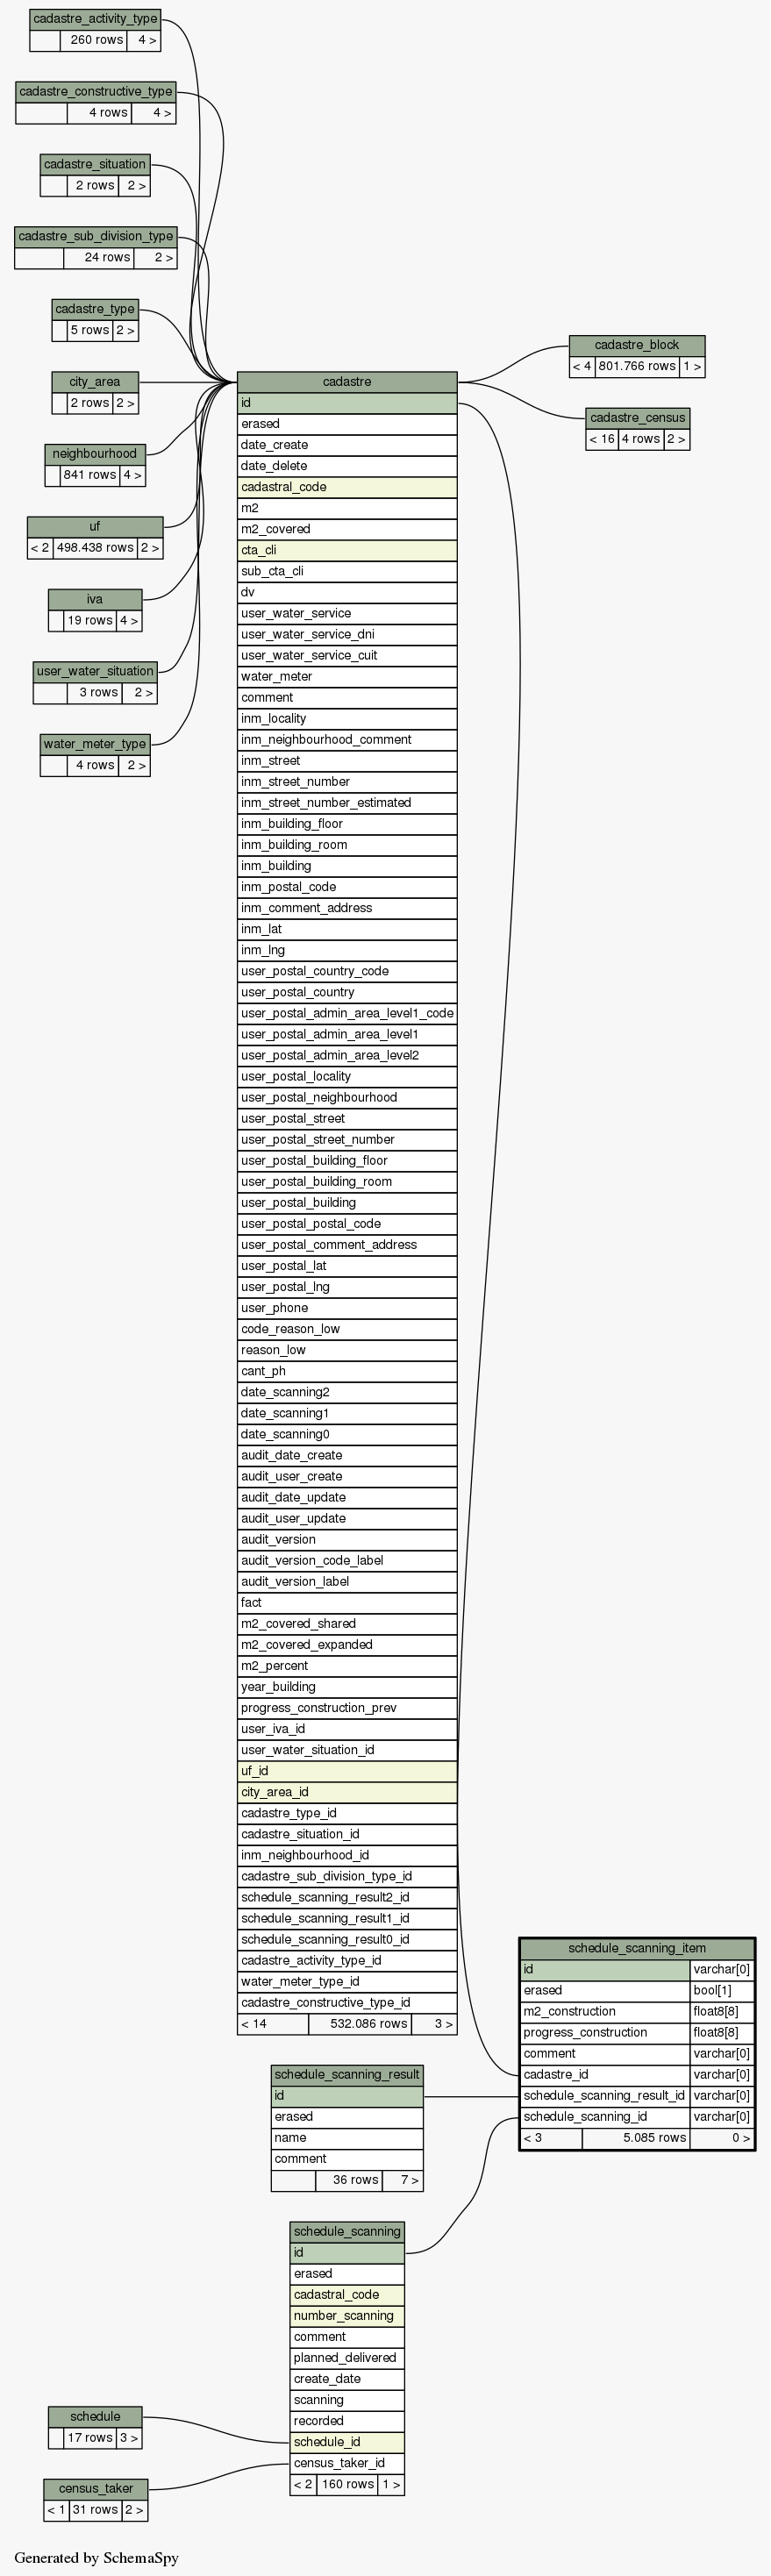 cadastre_activity_type
260 rows 4 >
cadastre_constructive_type
4 rows 4 >
cadastre_situation
2 rows 2 >
cadastre_sub_division_type
24 rows 2 >
cadastre_type
5 rows 2 >
city_area
2 rows 2 >
neighbourhood
841 rows 4 >
uf
< 2 498.438 rows 2 >
iva
19 rows 4 >
user_water_situation
3 rows 2 >
water_meter_type
4 rows 2 >
cadastre_block
< 4 801.766 rows 1 >
cadastre_census
< 16 4 rows 2 >
cadastre
id
erased
date_create
date_delete
cadastral_code
m2
m2_covered
cta_cli
sub_cta_cli
dv
user_water_service
user_water_service_dni
user_water_service_cuit
water_meter
comment
inm_locality
inm_neighbourhood_comment
inm_street
inm_street_number
inm_street_number_estimated
inm_building_floor
inm_building_room
inm_building
inm_postal_code
inm_comment_address
inm_lat
inm_lng
user_postal_country_code
user_postal_country
user_postal_admin_area_level1_code
user_postal_admin_area_level1
user_postal_admin_area_level2
user_postal_locality
user_postal_neighbourhood
user_postal_street
user_postal_street_number
user_postal_building_floor
user_postal_building_room
user_postal_building
user_postal_postal_code
user_postal_comment_address
user_postal_lat
user_postal_lng
user_phone
code_reason_low
reason_low
cant_ph
date_scanning2
date_scanning1
date_scanning0
audit_date_create
audit_user_create
audit_date_update
audit_user_update
audit_version
audit_version_code_label
audit_version_label
fact
m2_covered_shared
m2_covered_expanded
m2_percent
year_building
progress_construction_prev
user_iva_id
user_water_situation_id
uf_id
city_area_id
cadastre_type_id
cadastre_situation_id
inm_neighbourhood_id
cadastre_sub_division_type_id
schedule_scanning_result2_id
schedule_scanning_result1_id
schedule_scanning_result0_id
cadastre_activity_type_id
water_meter_type_id
cadastre_constructive_type_id
< 14 532.086 rows 3 >
schedule_scanning_item
id varchar[0]
erased bool[1]
m2_construction float8[8]
progress_construction float8[8]
comment varchar[0]
cadastre_id varchar[0]
schedule_scanning_result_id varchar[0]
schedule_scanning_id varchar[0]
< 3 5.085 rows 0 >
schedule_scanning_result
id
erased
name
comment
36 rows 7 >
schedule_scanning
id
erased
cadastral_code
number_scanning
comment
planned_delivered
create_date
scanning
recorded
schedule_id
census_taker_id
< 2 160 rows 1 >
schedule
17 rows 3 >
census_taker
< 1 31 rows 2 >
Generated by SchemaSpy